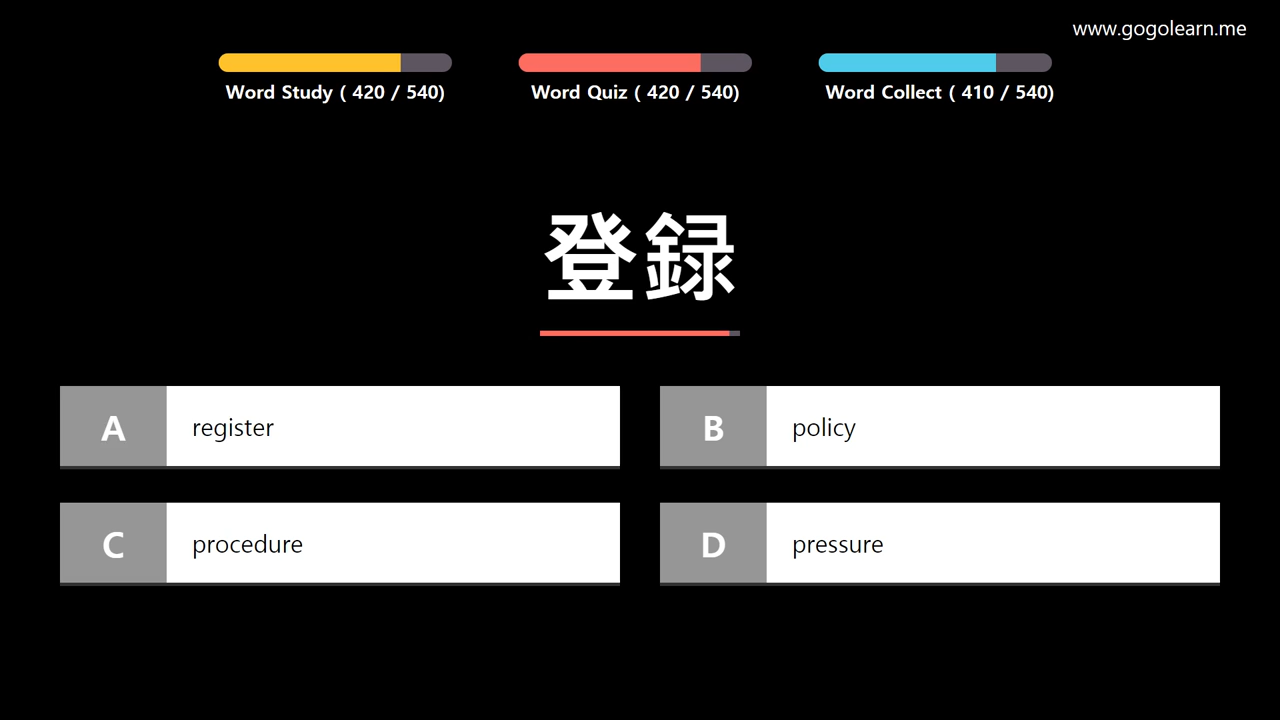 www.gogolearn.me
Word Study ( 420 / 540)
Word Quiz ( 420 / 540)
Word Collect ( 410 / 540)
登録
A
register
B
policy
C
procedure
D
pressure